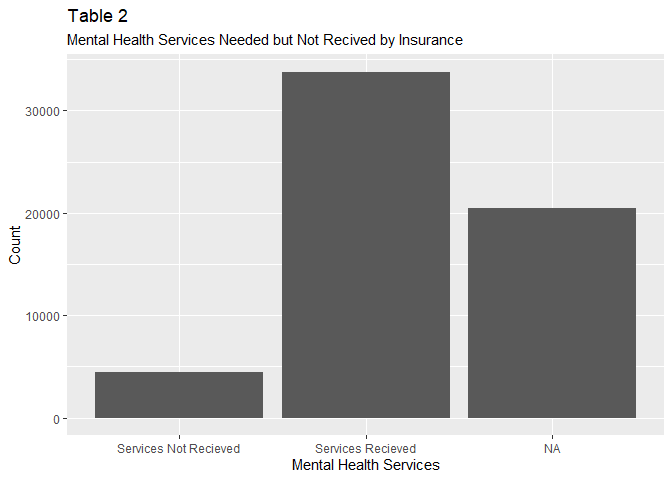 Table 2
Mental Health Services Needed but Not Recived by Insurance
Count
30000
20000
10000
0
Services Not Recieved
Services Recieved
NA
Mental Health Services